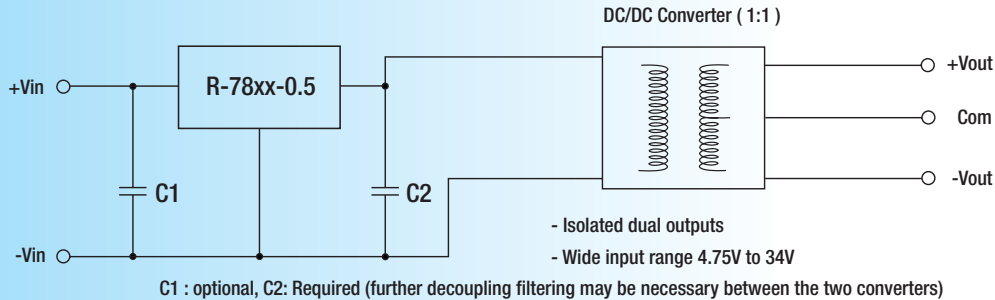 DC/DC Converter ( 1:1 )
+Vin
R-78xx-0.5
+Vout
Com
C1
C2
-Vout
- Isolated dual outputs
-Vin
- Wide input range 4.75V to 34V
C1 : optional, C2: Required (further decoupling filtering may be necessary between the two converters)